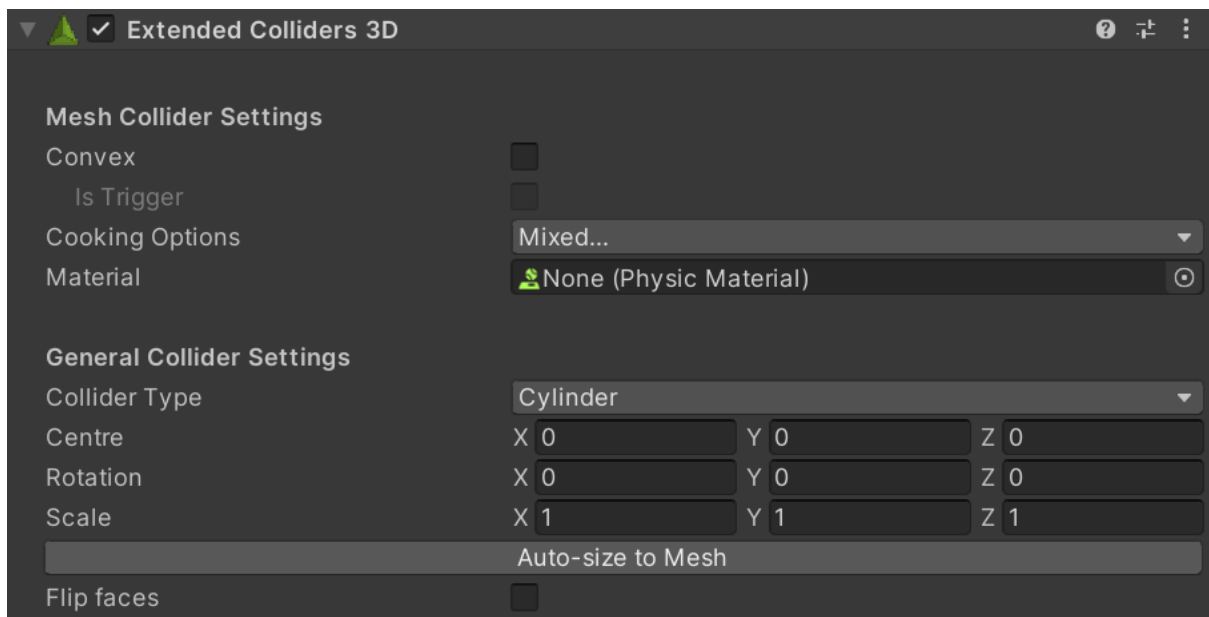 Extended Colliders 3D
Mesh Collider Settings
Convex
Is Trigger
Cooking Options Mixed...
Material None (Physic Material)
General Collider Settings
Collider Type Cylinder
Centre X 0 Y 0 Z 0
Rotation X 0 Y 0 Z 0
Scale X 1 Y 1 Z 1
Auto-size to Mesh
Flip faces